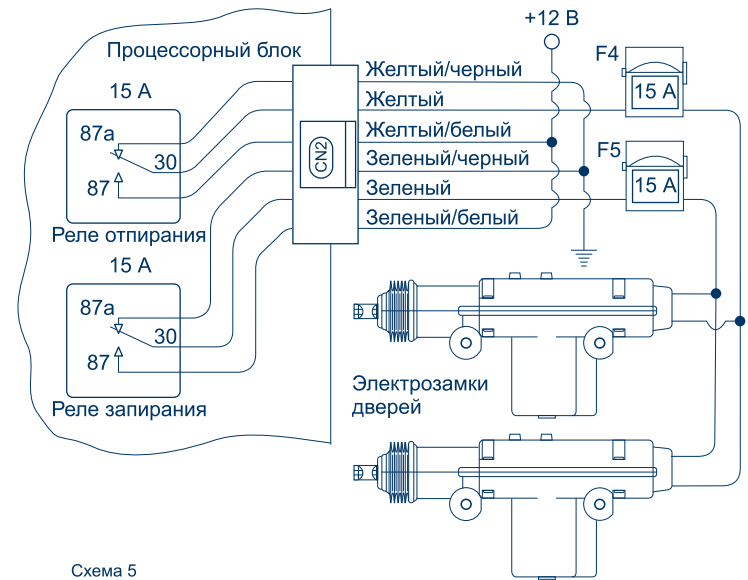 +12 В
Процессорный блок
Желтый/черный
F4
15 А
15 А
Желтый
87а
30
87
Желтый/белый
CN2
F5
Зеленый/черный
15 А
Зеленый
Реле отпирания
Зеленый/белый
15 А
87а
30
87
Реле запирания
Электрозамки
дверей
Схема 5